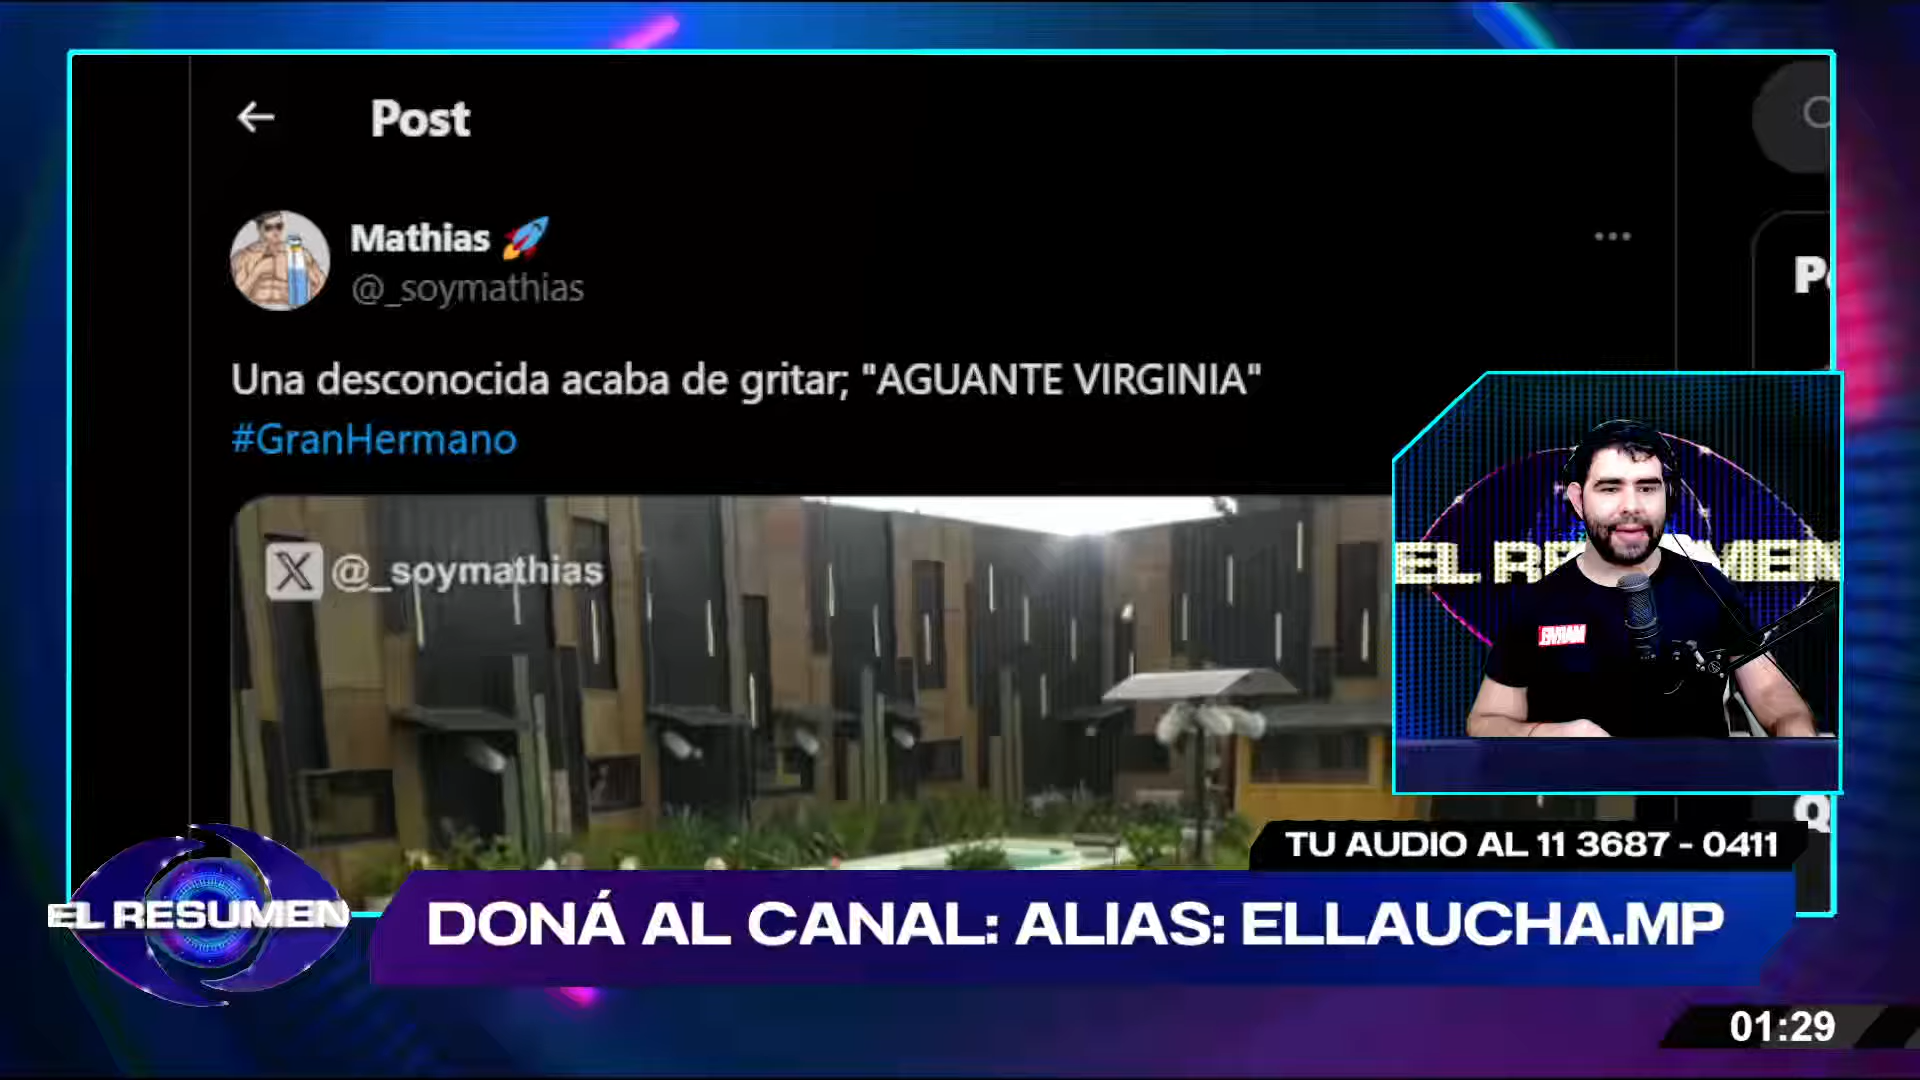 Post
Mathias
@_soymathias
Una desconocida acaba de gritar; "AGUANTE VIRGINIA"
#GranHermano
X @_soymathias
TU AUDIO AL 11 3687 - 0411
EL RESUMEN
DONÁ AL CANAL: ALIAS: ELLAUCHA.MP
01:29